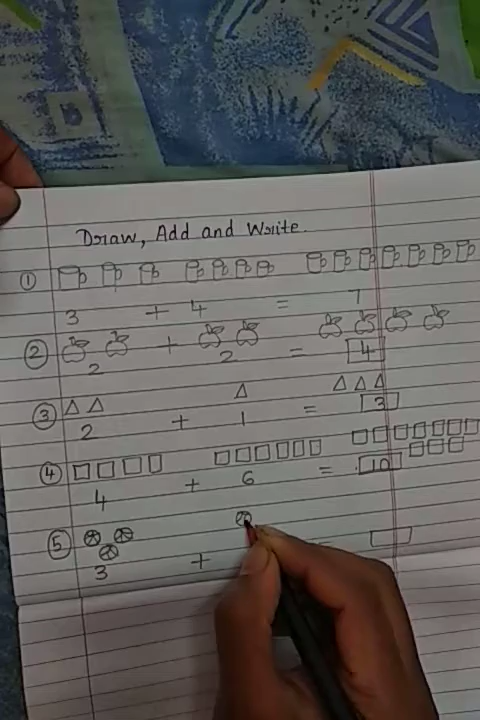 Draw, Add and Write.
①
3 + 4 = 7
② +
2 2 = 4
③
2 + 1 = 3
④
4 + 6 = 10
⑤
3 +